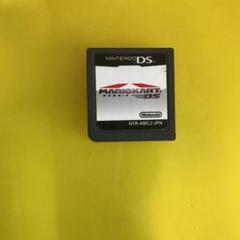 NINTENDO DS
MARIOKART
DS
Nintendo
NTR-AMCJ-JPN